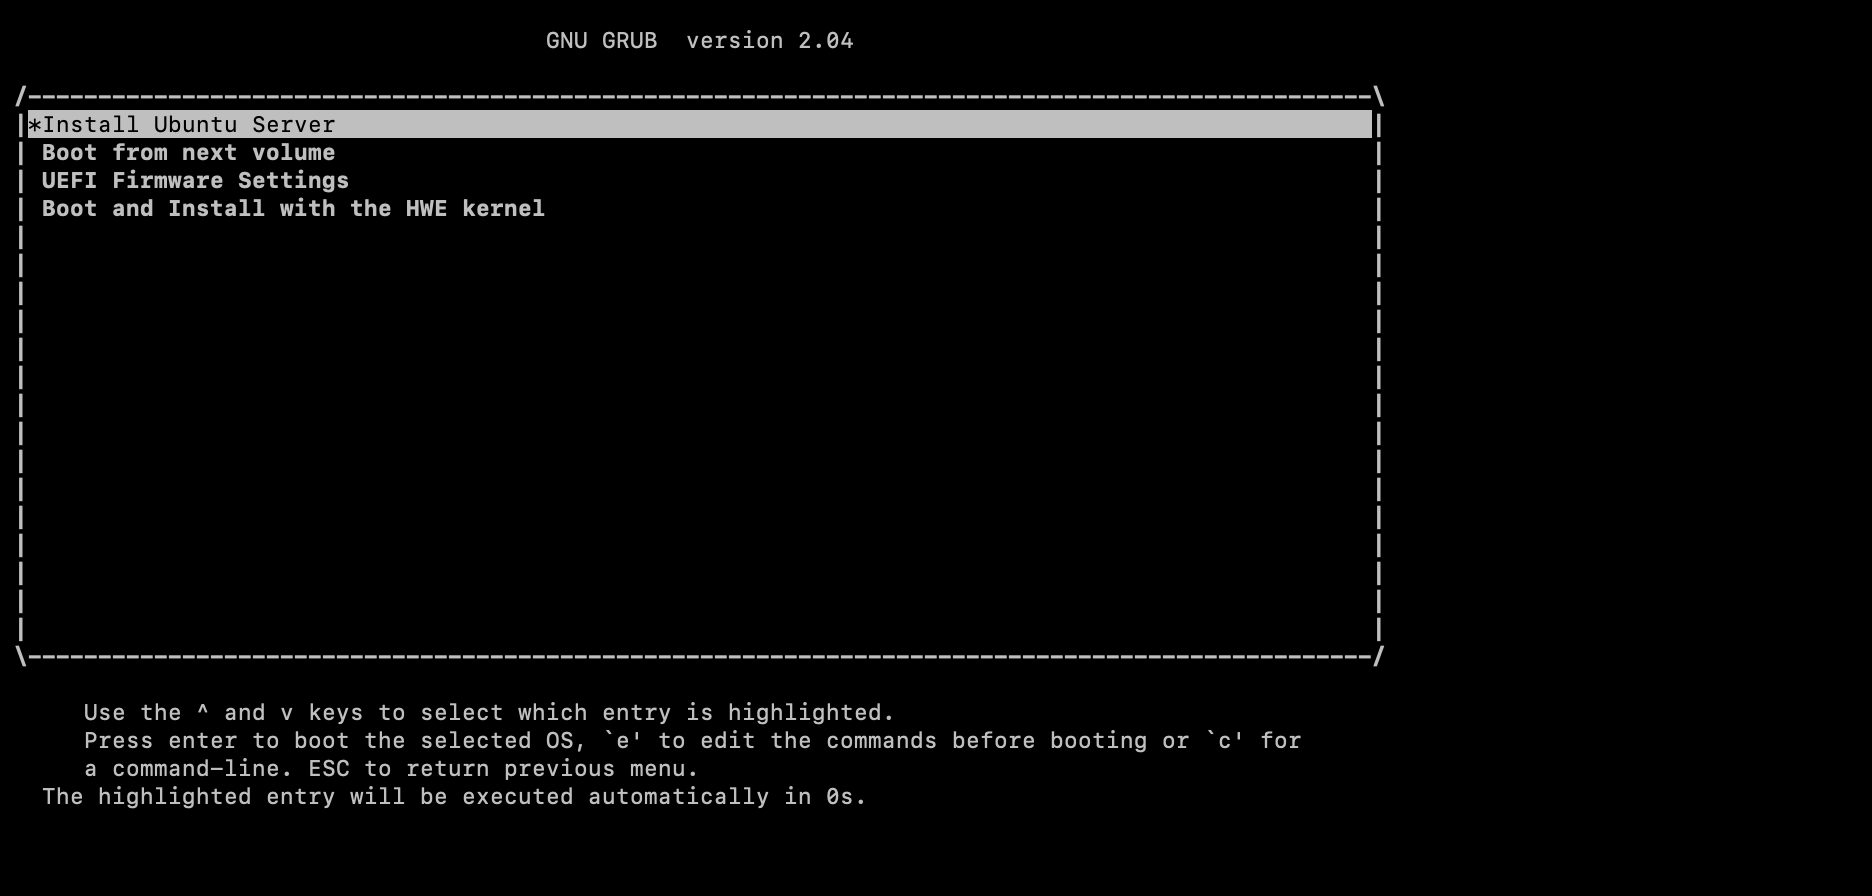 GNU GRUB  version 2.04
*Install Ubuntu Server
Boot from next volume
UEFI Firmware Settings
Boot and Install with the HWE kernel
Use the ^ and v keys to select which entry is highlighted.
Press enter to boot the selected OS, `e' to edit the commands before booting or `c' for
a command-line. ESC to return previous menu.
The highlighted entry will be executed automatically in 0s.